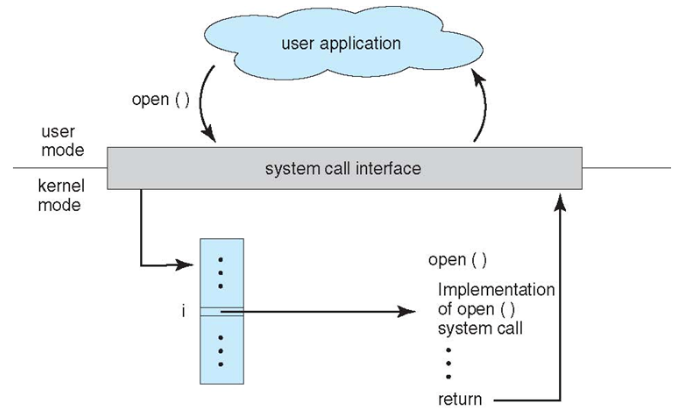 user application
open ( )
user
mode
system call interface
kernel
mode
open ( )
i
Implementation
of open ( )
system call
return